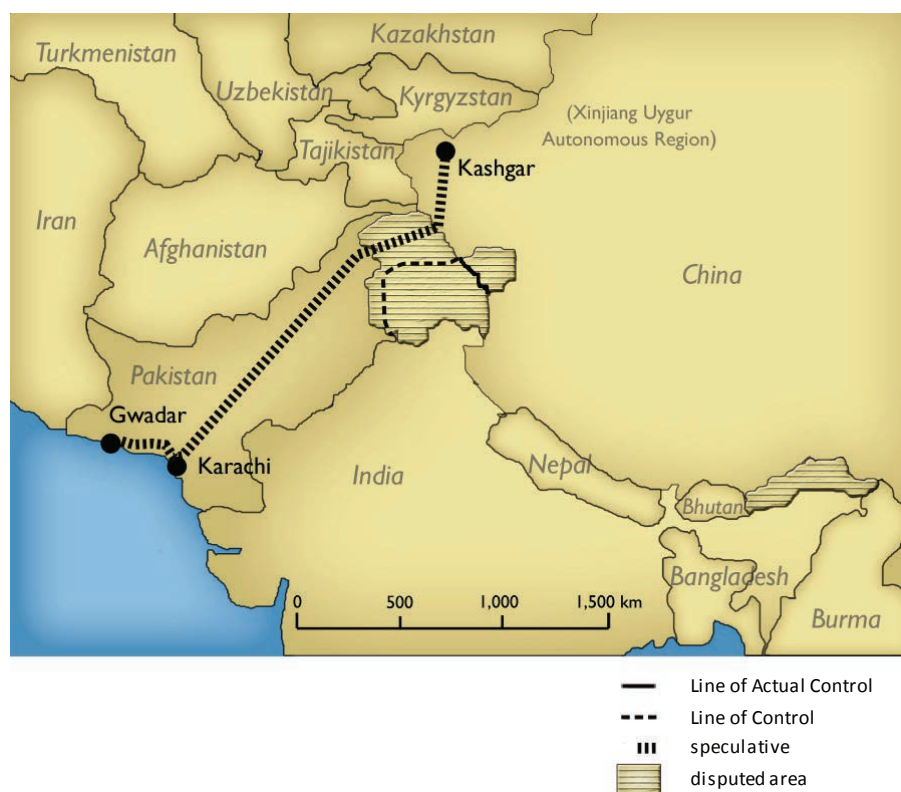 Kazakhstan
Turkmenistan
Uzbekistan
Kyrgyzstan
(Xinjiang Uygur
Autonomous Region)
Tajikistan
Kashgar
Iran
Afghanistan
China
Pakistan
Gwadar
Karachi
India
Nepal
Bhutan
Bangladesh
Burma
0 500 1,000 1,500 km
Line of Actual Control
Line of Control
speculative
disputed area